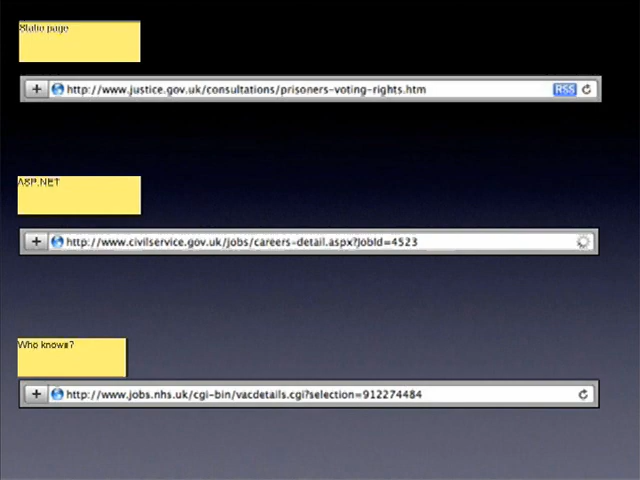 Static page
+ http://www.justice.gov.uk/consultations/prisoners-voting-rights.htm RSS
ASP.NET
+ http://www.civilservice.gov.uk/jobs/careers-detail.aspx?JobId=4523
Who knows?
+ http://www.jobs.nhs.uk/cgi-bin/vacdetails.cgi?selection=912274484